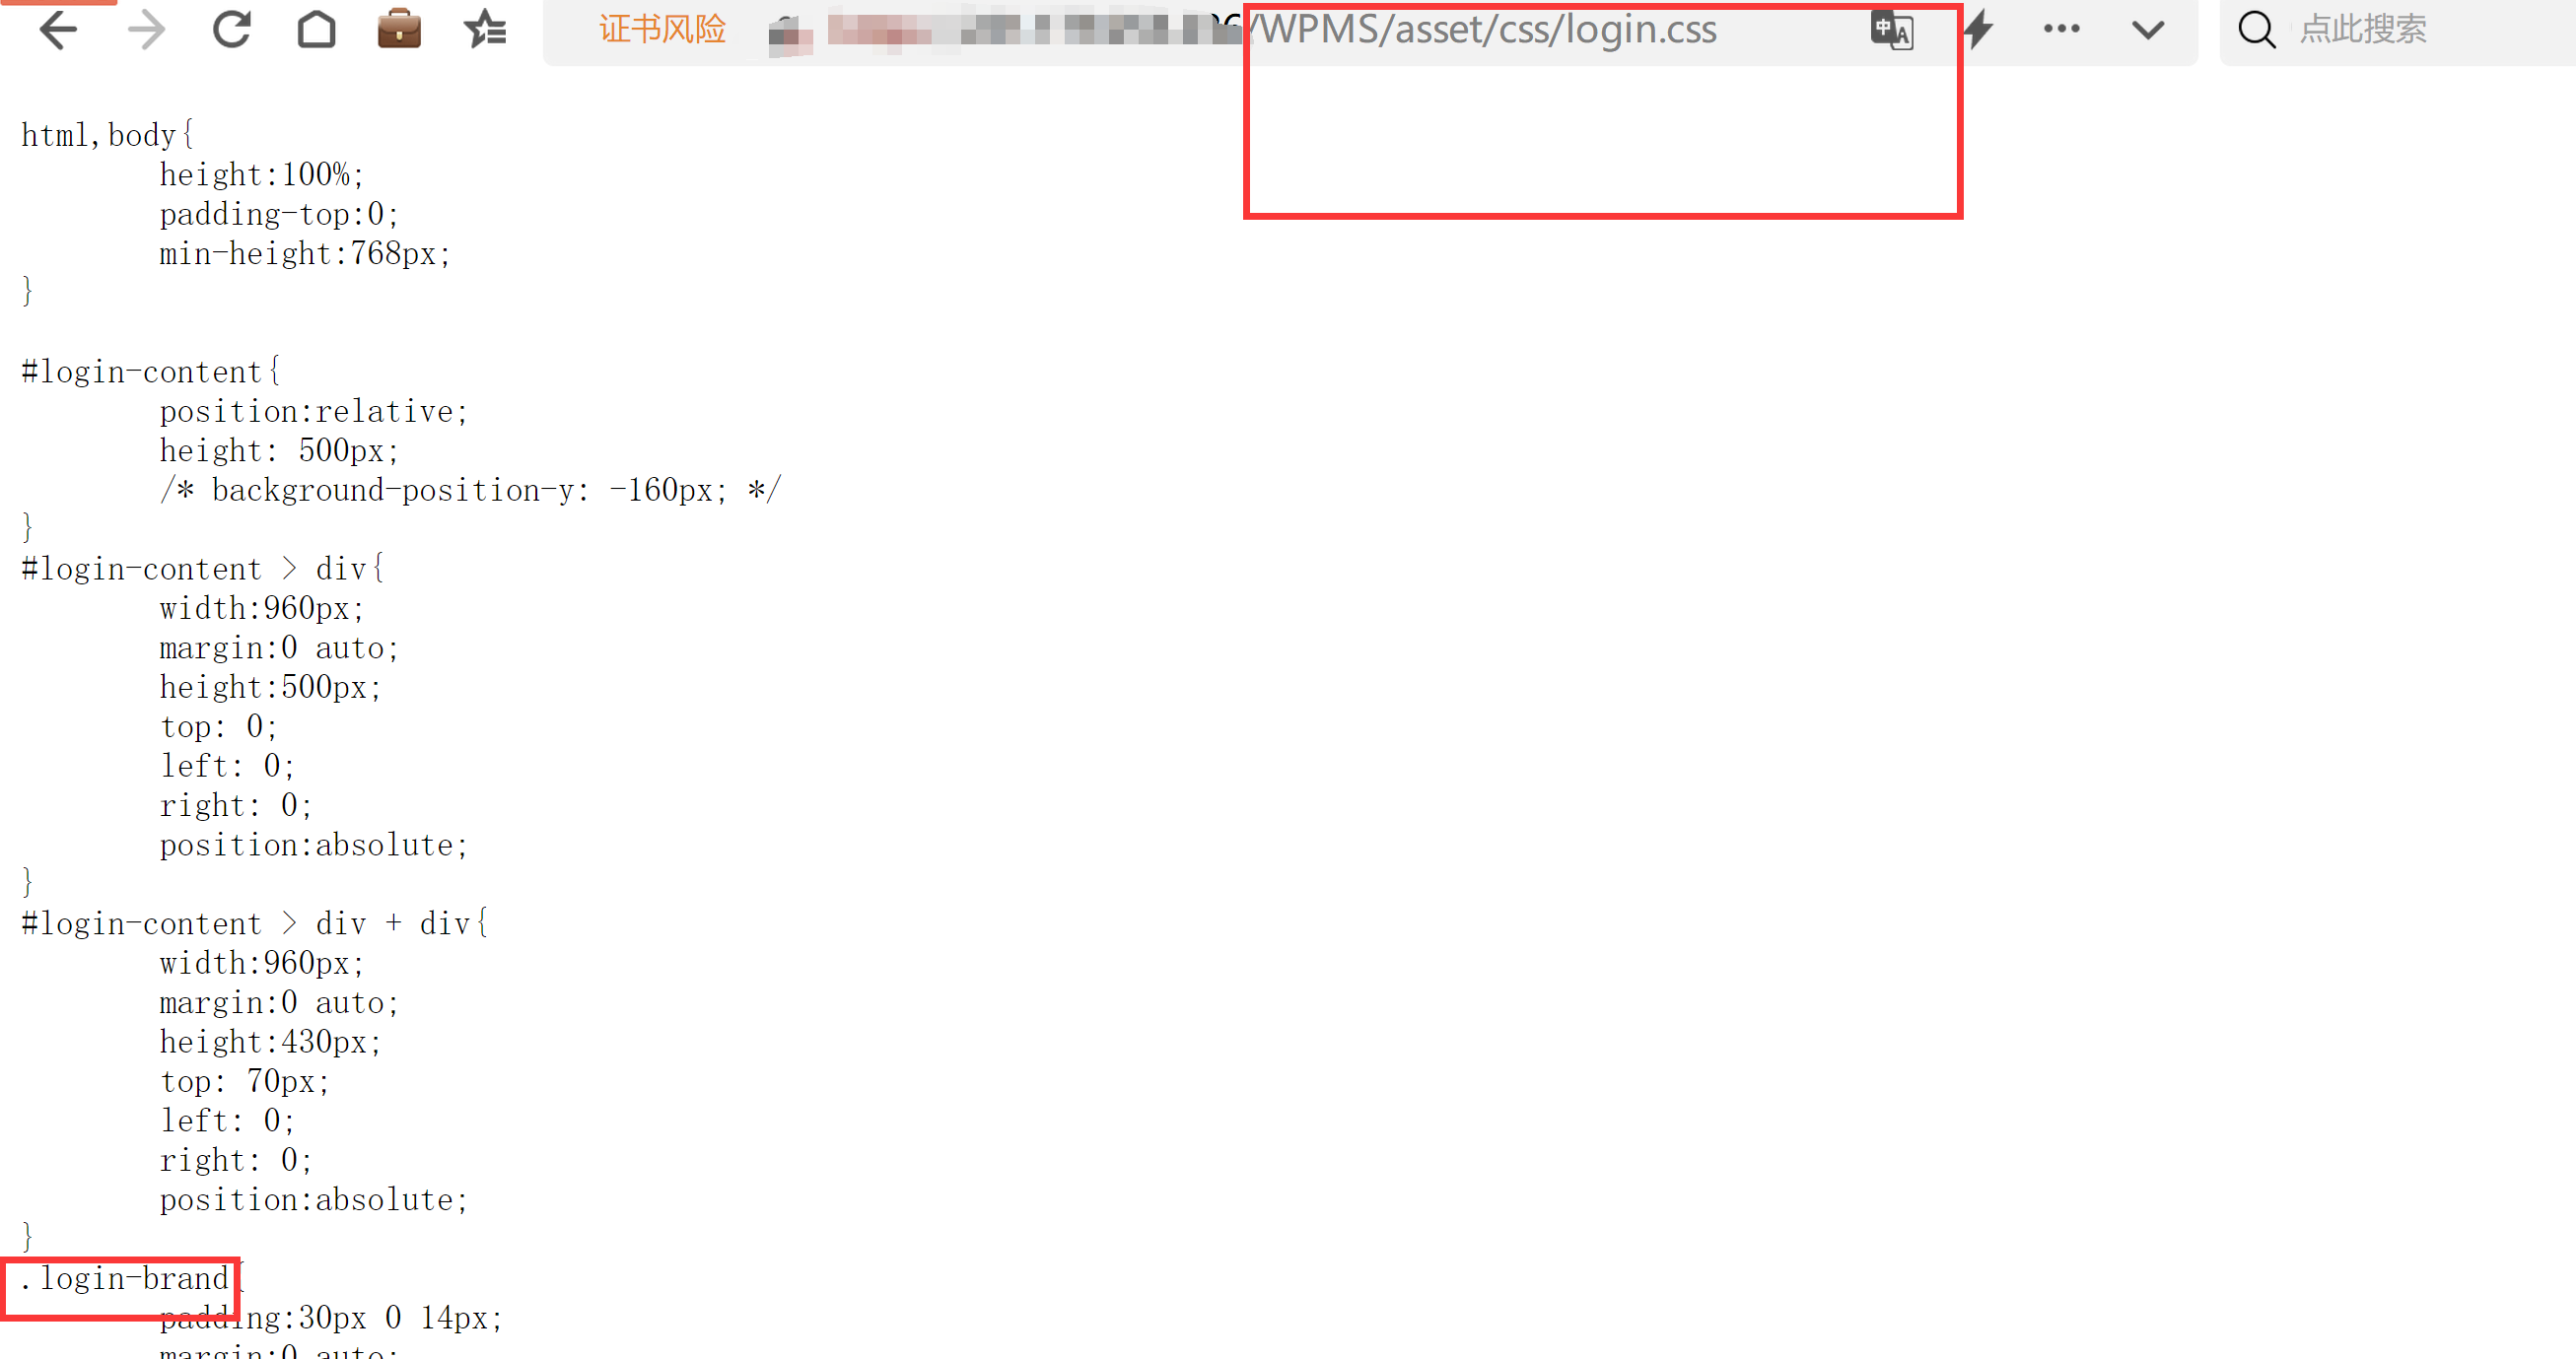 证书风险 /WPMS/asset/css/login.css 点此搜索
html,body{
height:100%;
padding-top:0;
min-height:768px;
}
#login-content{
position:relative;
height: 500px;
/* background-position-y: -160px; */
}
#login-content > div{
width:960px;
margin:0 auto;
height:500px;
top: 0;
left: 0;
right: 0;
position:absolute;
}
#login-content > div + div{
width:960px;
margin:0 auto;
height:430px;
top: 70px;
left: 0;
right: 0;
position:absolute;
}
.login-brand{
padding:30px 0 14px;
margin:0 auto;